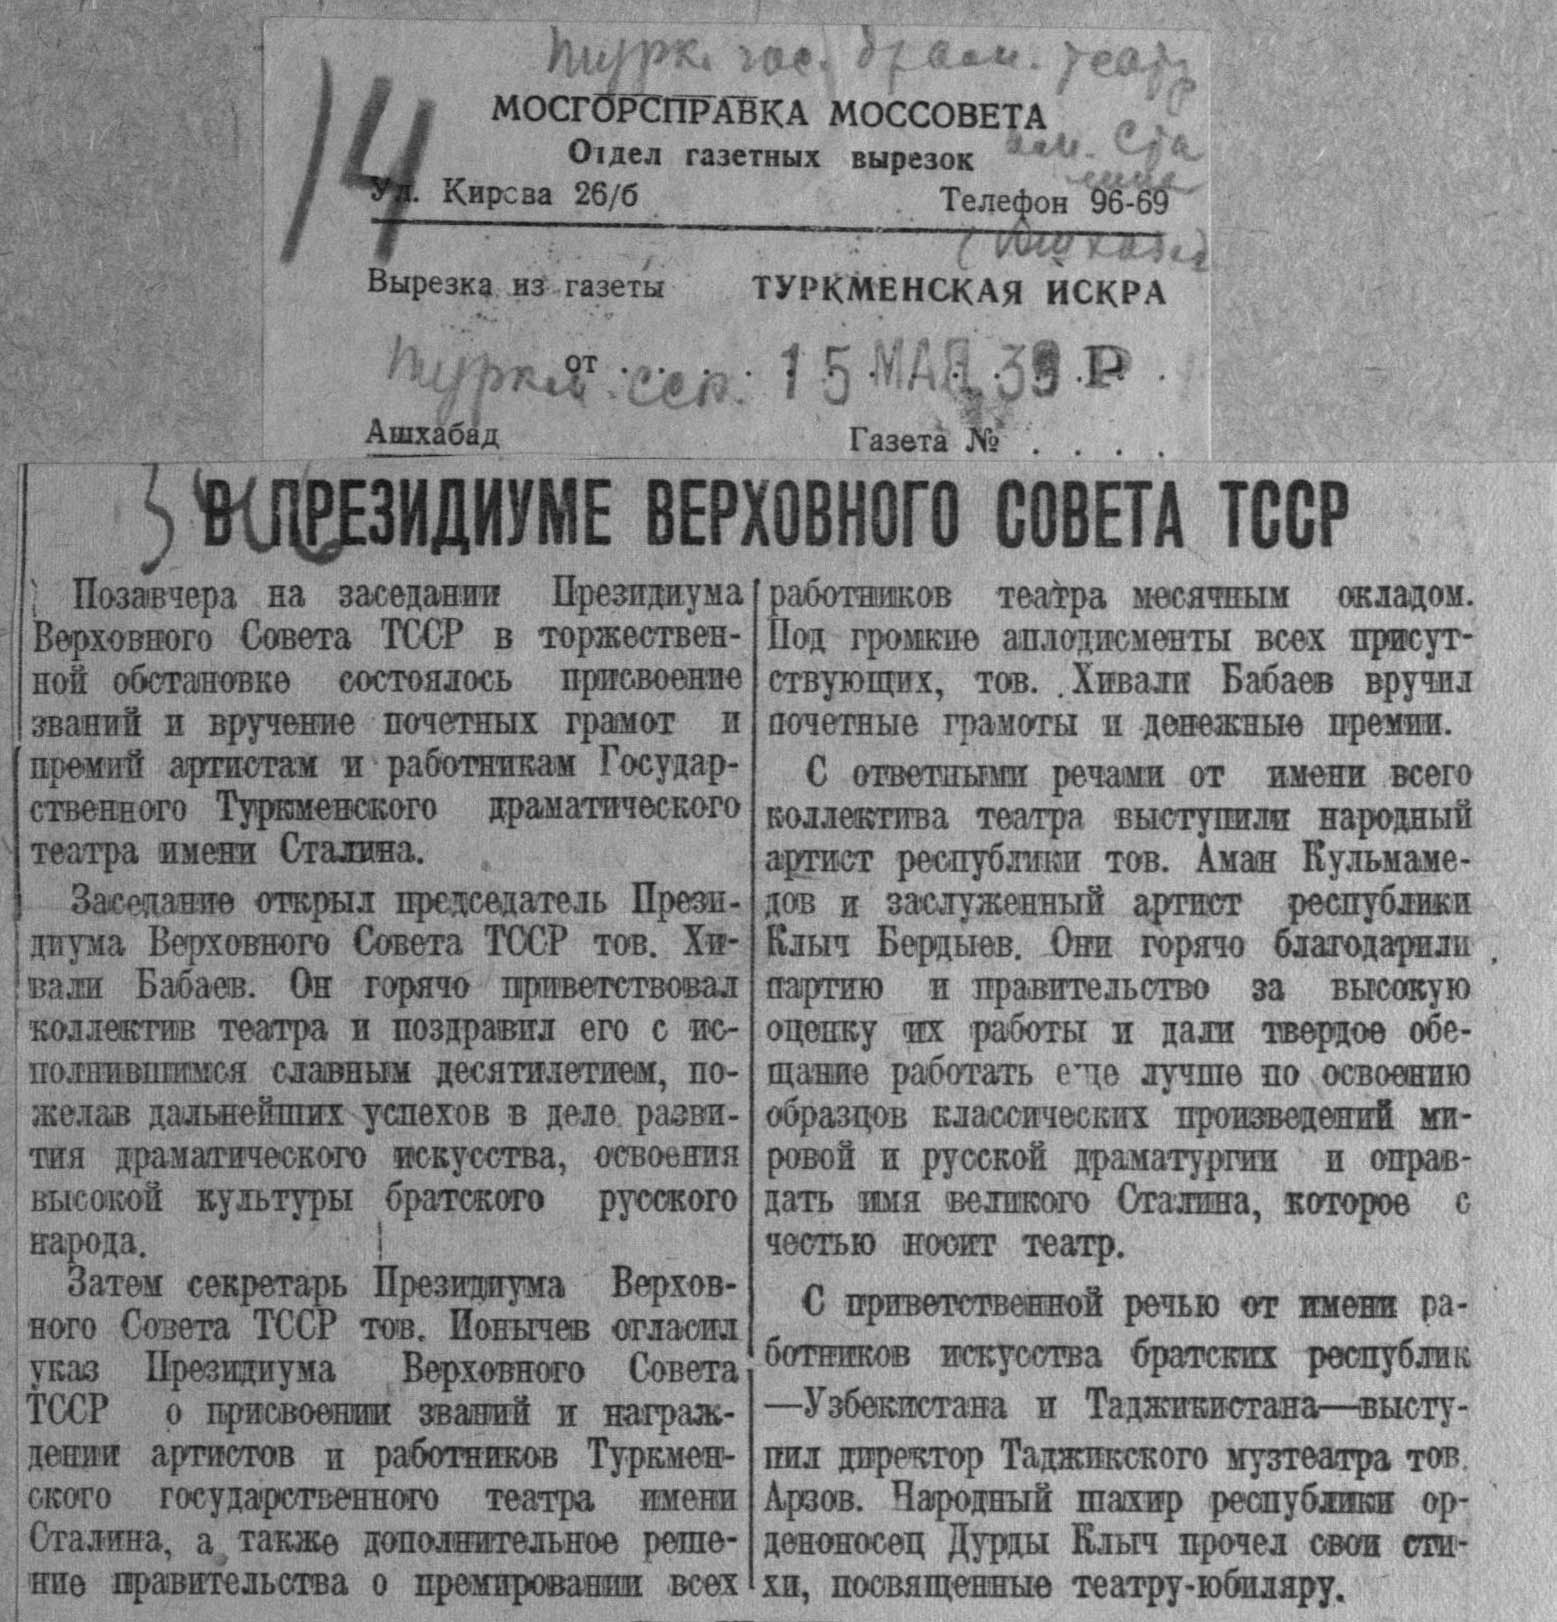 14
Турк. гос. драм. театр
МОСГОРСПРАВКА МОССОВЕТА
им. Ста
Отдел газетных вырезок
лина
Ул. Кирова 26/б Телефон 96-69
(Ашхабад
Вырезка из газеты ТУРКМЕНСКАЯ ИСКРА
от . . . 15 МАЯ 39 Р
Туркм. сср.
Ашхабад Газета № . . . .
В ПРЕЗИДИУМЕ ВЕРХОВНОГО СОВЕТА ТССР
Позавчера на заседании Президиума
Верховного Совета ТССР в торжествен-
ной обстановке состоялось присвоение
званий и вручение почетных грамот и
премий артистам и работникам Государ-
ственного Туркменского драматического
театра имени Сталина.
Заседание открыл председатель Прези-
диума Верховного Совета ТССР тов. Хи-
вали Бабаев. Он горячо приветствовал
коллектив театра и поздравил его с ис-
полнившимся славным десятилетием, по-
желав дальнейших успехов в деле разви-
тия драматического искусства, освоения
высокой культуры братского русского
народа.
Затем секретарь Президиума Верхов-
ного Совета ТССР тов. Ионычев огласил
указ Президиума Верховного Совета
ТССР о присвоении званий и награж-
дении артистов и работников Туркмен-
ского государственного театра имени
Сталина, а также дополнительное реше-
ние правительства о премировании всех
работников театра месячным окладом.
Под громкие аплодисменты всех присут-
ствующих, тов. Хивали Бабаев вручил
почетные грамоты и денежные премии.
С ответными речами от имени всего
коллектива театра выступили народный
артист республики тов. Аман Кульмаме-
дов и заслуженный артист республики
Клыч Бердыев. Они горячо благодарили
партию и правительство за высокую
оценку их работы и дали твердое обе-
щание работать еще лучше по освоению
образцов классических произведений ми-
ровой и русской драматургии и оправ-
дать имя великого Сталина, которое с
честью носит театр.
С приветственной речью от имени ра-
ботников искусства братских республик
—Узбекистана и Таджикистана—высту-
пил директор Таджикского музтеатра тов.
Арзов. Народный шахир республики ор-
деноносец Дурды Клыч прочел свои сти-
хи, посвященные театру-юбиляру.